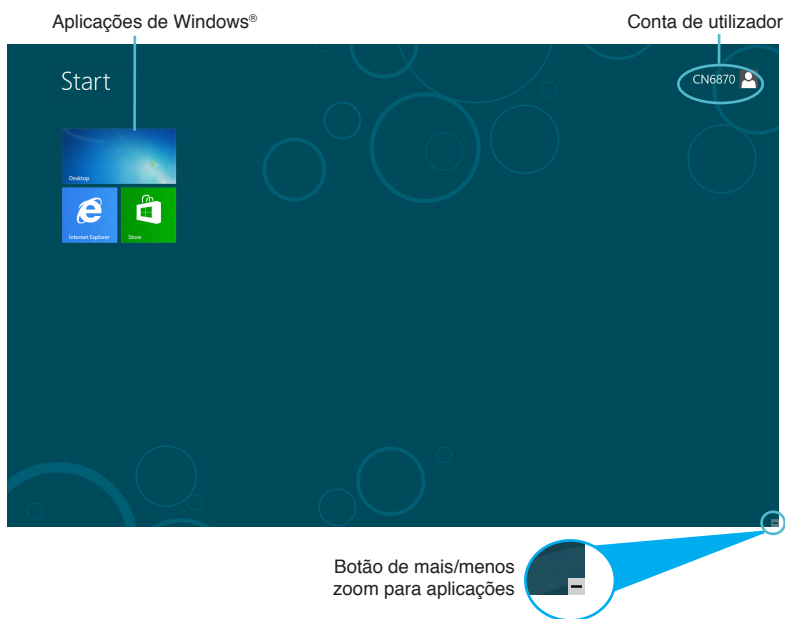 Aplicações de Windows®
Conta de utilizador
Start
CN6870
Desktop
Internet Explorer
Store
Botão de mais/menos
zoom para aplicações